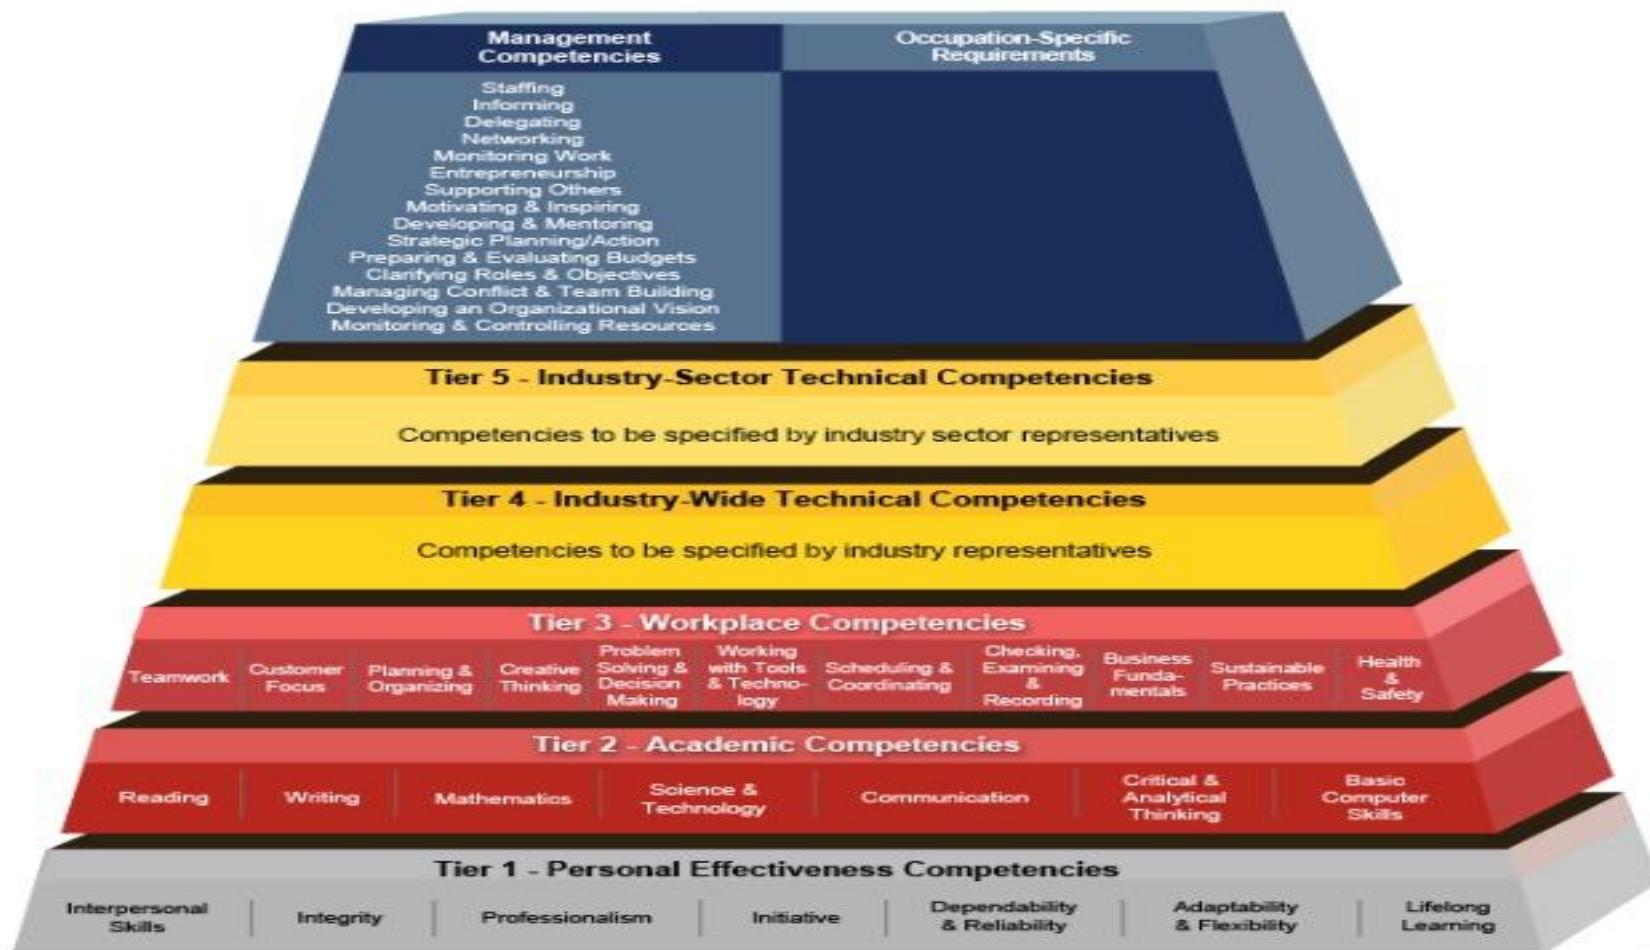 Management
Competencies
Occupation-Specific
Requirements
Staffing
Informing
Delegating
Networking
Monitoring Work
Entrepreneurship
Supporting Others
Motivating & Inspiring
Developing & Mentoring
Strategic Planning/Action
Preparing & Evaluating Budgets
Clarifying Roles & Objectives
Managing Conflict & Team Building
Developing an Organizational Vision
Monitoring & Controlling Resources
Tier 5 - Industry-Sector Technical Competencies
Competencies to be specified by industry sector representatives
Tier 4 - Industry-Wide Technical Competencies
Competencies to be specified by industry representatives
Tier 3 - Workplace Competencies
Teamwork
Customer
Focus
Planning &
Organizing
Creative
Thinking
Problem
Solving &
Decision
Making
Working
with Tools
& Techno-
logy
Scheduling &
Coordinating
Checking,
Examining
&
Recording
Business
Funda-
mentals
Sustainable
Practices
Health
&
Safety
Tier 2 - Academic Competencies
Reading
Writing
Mathematics
Science &
Technology
Communication
Critical &
Analytical
Thinking
Basic
Computer
Skills
Tier 1 - Personal Effectiveness Competencies
Interpersonal
Skills
Integrity
Professionalism
Initiative
Dependability
& Reliability
Adaptability
& Flexibility
Lifelong
Learning